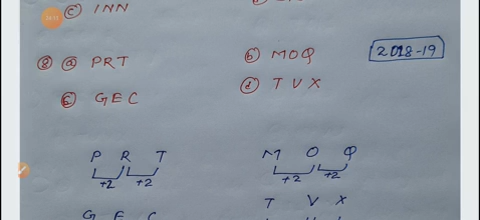 c INN
8 a PRT b MOQ 2018-19
c GEC d TVX
P R T M O Q
+2 +2 +2 +2
T V X
G E C